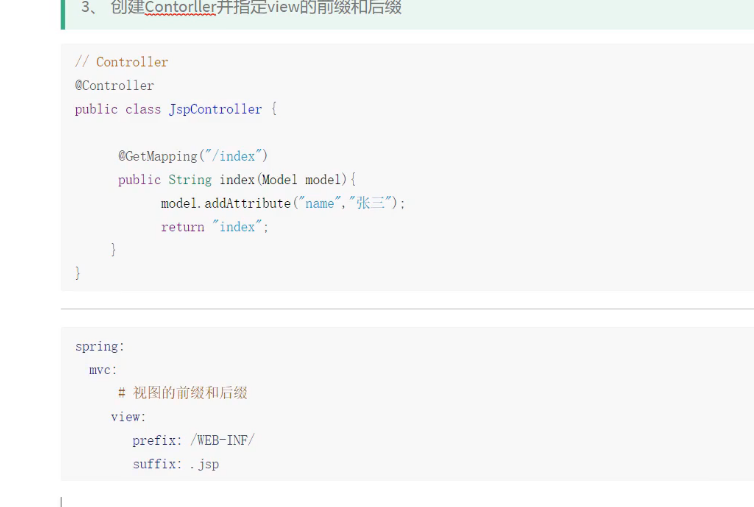 3、 创建Contorller并指定view的前缀和后缀
// Controller
@Controller
public class JspController {
@GetMapping("/index")
public String index(Model model){
model.addAttribute("name","张三");
return "index";
}
}
spring:
mvc:
# 视图的前缀和后缀
view:
prefix: /WEB-INF/
suffix: .jsp